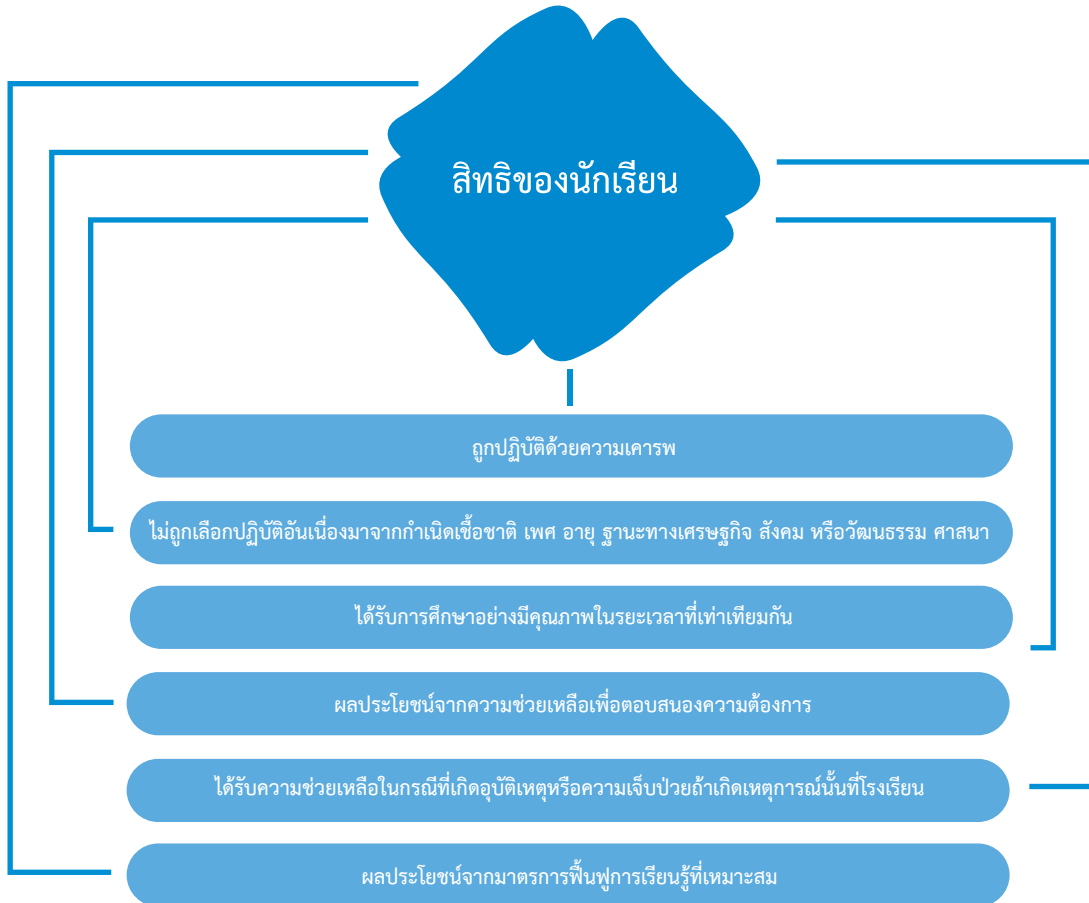 สิทธิของนักเรียน
ถูกปฏิบัติด้วยความเคารพ
ไม่ถูกเลือกปฏิบัติอันเนื่องมาจากกำเนิดเชื้อชาติ เพศ อายุ ฐานะทางเศรษฐกิจ สังคม หรือวัฒนธรรม ศาสนา
ได้รับการศึกษาอย่างมีคุณภาพในระยะเวลาที่เท่าเทียมกัน
ผลประโยชน์จากความช่วยเหลือเพื่อตอบสนองความต้องการ
ได้รับความช่วยเหลือในกรณีที่เกิดอุบัติเหตุหรือความเจ็บป่วยถ้าเกิดเหตุการณ์นั้นที่โรงเรียน
ผลประโยชน์จากมาตรการฟื้นฟูการเรียนรู้ที่เหมาะสม